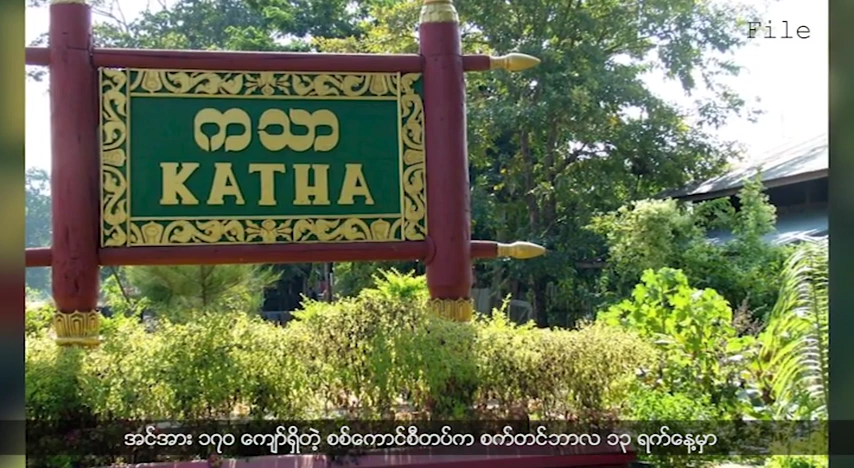 File
ကသာ
KATHA
အင်အား ၁၇၀ ကျော်ရှိတဲ့ စစ်ကောင်စီတပ်က စက်တင်ဘာလ ၁၃ ရက်နေ့မှာ